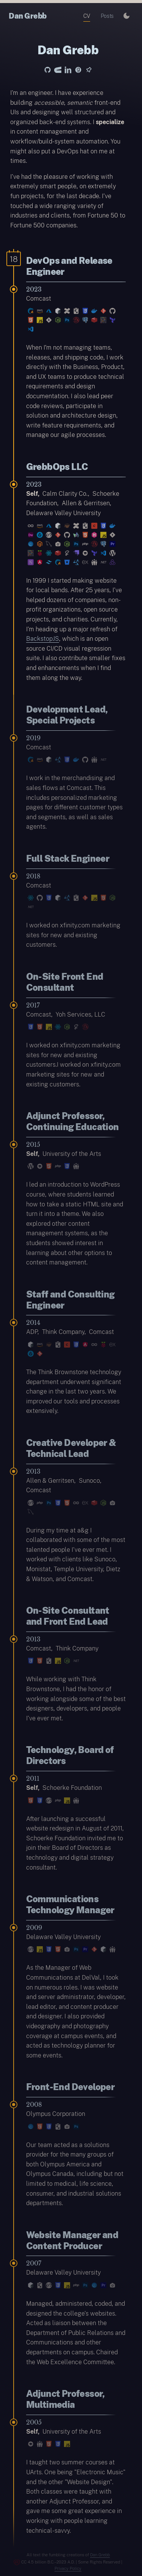 Dan Grebb
CV
Posts
Dan Grebb
I'm an engineer. I have experience
building accessible, semantic front-end
UIs and designing well structured and
organized back-end systems. I specialize
in content management and
workflow/build-system automation. You
might also put a DevOps hat on me at
times.
I've had the pleasure of working with
extremely smart people, on extremely
fun projects, for the last decade. I've
touched a wide ranging variety of
industries and clients, from Fortune 50 to
Fortune 500 companies.
18
DevOps and Release
Engineer
2023
Comcast
When I'm not managing teams,
releases, and shipping code, I work
directly with the Business, Product,
and UX teams to produce technical
requirements and design
documentation. I also lead peer
code reviews, participate in
solution and architecture design,
write feature requirements, and
manage our agile processes.
GrebbOps LLC
2023
Self, Calm Clarity Co., Schoerke
Foundation, Allen & Gerritsen,
Delaware Valley University
In 1999 I started making websites
for local bands. After 25 years, I've
helped dozens of companies, non-
profit organizations, booster
organizations, projects, and
charities. Currently,
I'm heading up a major refresh of
BackstopJS, which is an open
source CI/CD visual regression
suite. I also contribute smaller fixes
and enhancements when I find
them along the way.
Development Lead,
Special Projects
2019
Comcast
I work in the merchandising and
sales flows at Comcast. This
includes personalized marketing
pages for different customer types
and segments, as well as sales
agents.
Full Stack Engineer
2018
Comcast
I worked on xfinity.com marketing
sites for new and existing
customers.
On-Site Front End
Consultant
2017
Comcast, Yoh Services, LLC
I worked on xfinity.com marketing
sites for new and existing
customers.I worked on xfinity.com
marketing sites for new and
existing customers.
Adjunct Professor,
Continuing Education
2015
Self, University of the Arts
I led an introduction to WordPress
course, where students learned
how to take a static HTML site and
turn it into a theme. We also
explored other content
management systems, and the
students showed interest in
learning about other options to
content management.
Staff and Consulting
Engineer
2014
ADP, Think Company, Comcast
The Think Brownstone technology
department underwent significant
change in the last two years. We
improved our tools and processes
extensively.
Creative Developer &
Technical Lead
2013
Allen & Gerritsen, Sunoco,
Comcast
During my time at a&g I
collaborated with some of the most
talented people I've ever met. I
worked with clients like Sunoco,
Monistat, Temple University, Dietz
& Watson, and Comcast.
On-Site Consultant
and Front End Lead
2013
Comcast, Think Company
While working with Think
Brownstone, I had the honor of
working alongside some of the best
designers, developers, and people
I've ever met.
Technology, Board of
Directors
2011
Self, Schoerke Foundation
After launching a successful
website redesign in August of 2011,
Schoerke Foundation invited me to
join their Board of Directors as
technology and digital strategy
consultant.
Communications
Technology Manager
2009
Delaware Valley University
As the Manager of Web
Communications at DelVal, I took
on numerous roles. I was website
and server administrator, developer,
lead editor, and content producer
and designer. I also provided
videography and photography
coverage at campus events, and
acted as technology planner for
some events.
Front-End Developer
2008
Olympus Corporation
Our team acted as a solutions
provider for the many groups of
both Olympus America and
Olympus Canada, including but not
limited to medical, life science,
consumer, and industrial solutions
departments.
Website Manager and
Content Producer
2007
Delaware Valley University
Managed, administered, coded, and
designed the college's websites.
Acted as liaison between the
Department of Public Relations and
Communications and other
departments on campus. Chaired
the Web Excellence Committee.
Adjunct Professor,
Multimedia
2005
Self, University of the Arts
I taught two summer courses at
UArts. One being "Electronic Music"
and the other "Website Design".
Both classes were taught with
another Adjunct Professor, and
gave me some great experience in
working with people learning
technical-savvy.